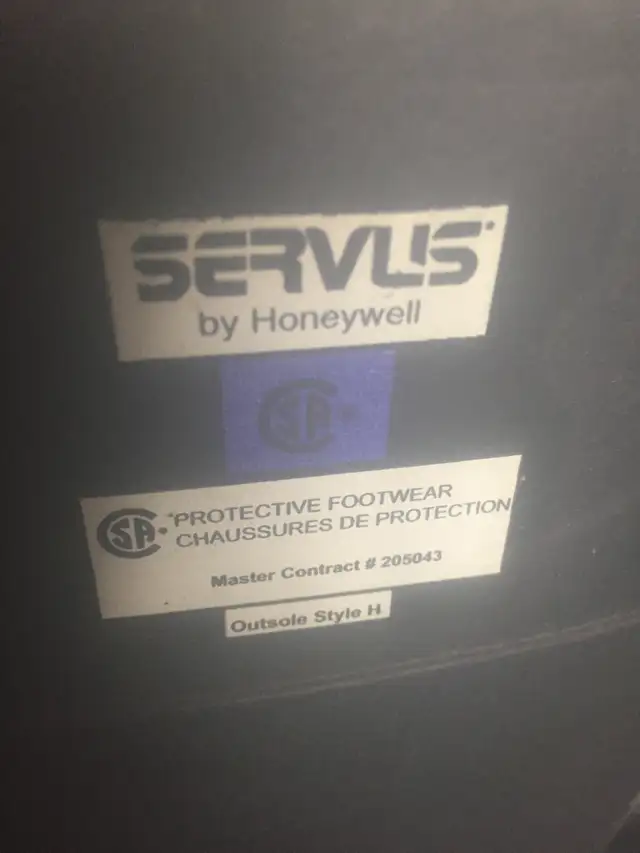 SERVUS
by Honeywell
CSA
CSA PROTECTIVE FOOTWEAR
CHAUSSURES DE PROTECTION
Master Contract # 205043
Outsole Style H